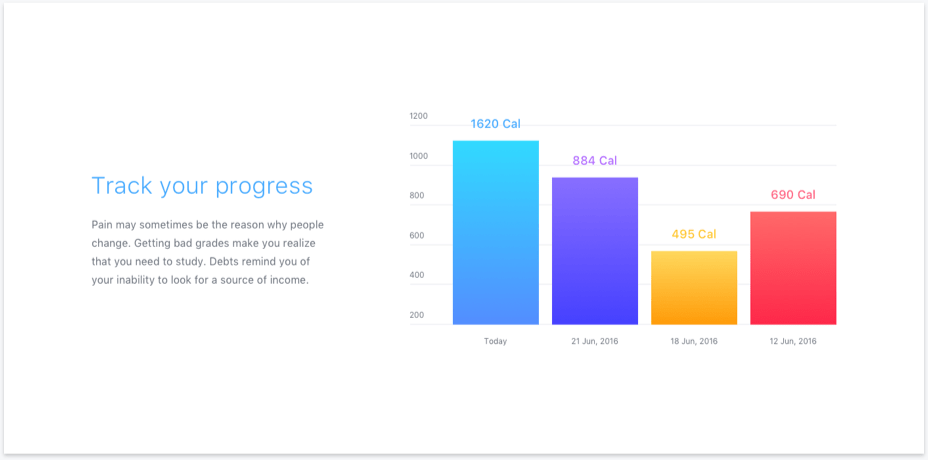 Track your progress
Pain may sometimes be the reason why people
change. Getting bad grades make you realize
that you need to study. Debts remind you of
your inability to look for a source of income.
1200
1000
800
600
400
200
1620 Cal
884 Cal
495 Cal
690 Cal
Today
21 Jun, 2016
18 Jun, 2016
12 Jun, 2016